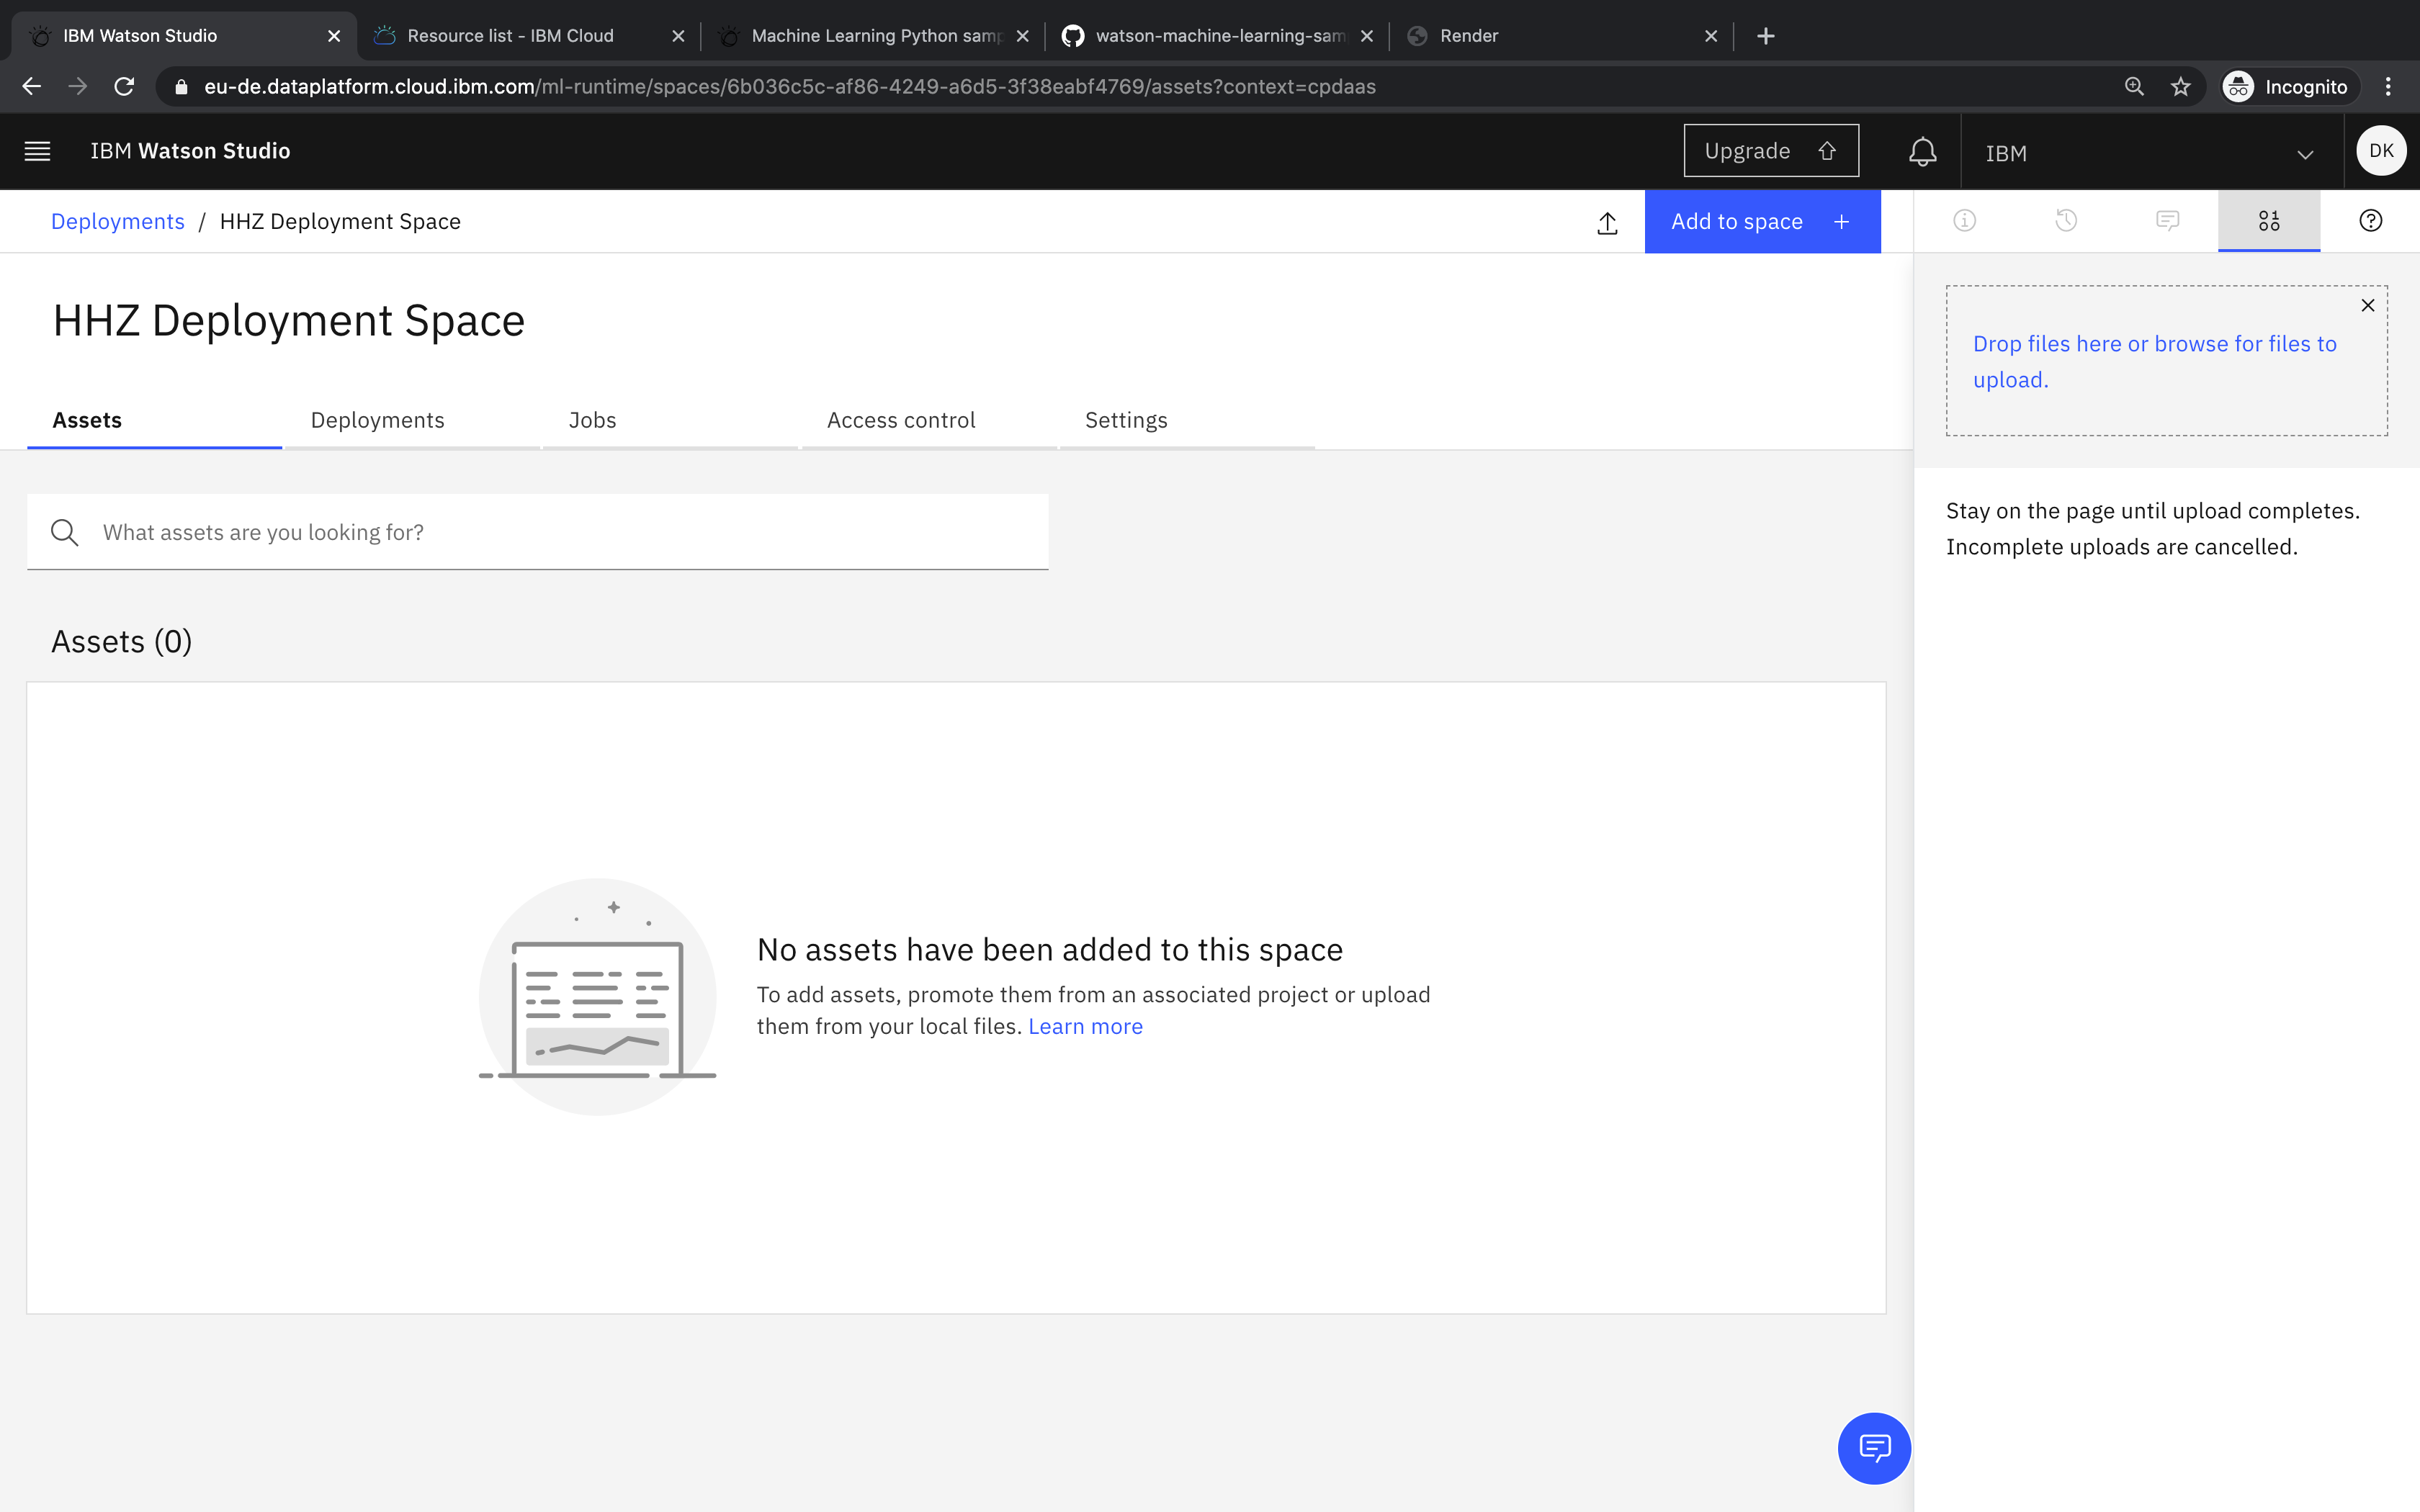 IBM Watson Studio
Resource list - IBM Cloud
Machine Learning Python samp
watson-machine-learning-sam
Render
eu-de.dataplatform.cloud.ibm.com/ml-runtime/spaces/6b036c5c-af86-4249-a6d5-3f38eabf4769/assets?context=cpdaas
Incognito
IBM Watson Studio
Upgrade
IBM
DK
Deployments / HHZ Deployment Space
Add to space +
HHZ Deployment Space
Assets
Deployments
Jobs
Access control
Settings
What assets are you looking for?
Assets (0)
No assets have been added to this space
To add assets, promote them from an associated project or upload
them from your local files. Learn more
Drop files here or browse for files to
upload.
Stay on the page until upload completes.
Incomplete uploads are cancelled.